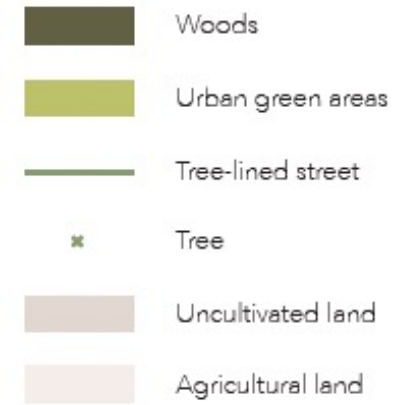 Woods
Urban green areas
Tree-lined street
Tree
Uncultivated land
Agricultural land